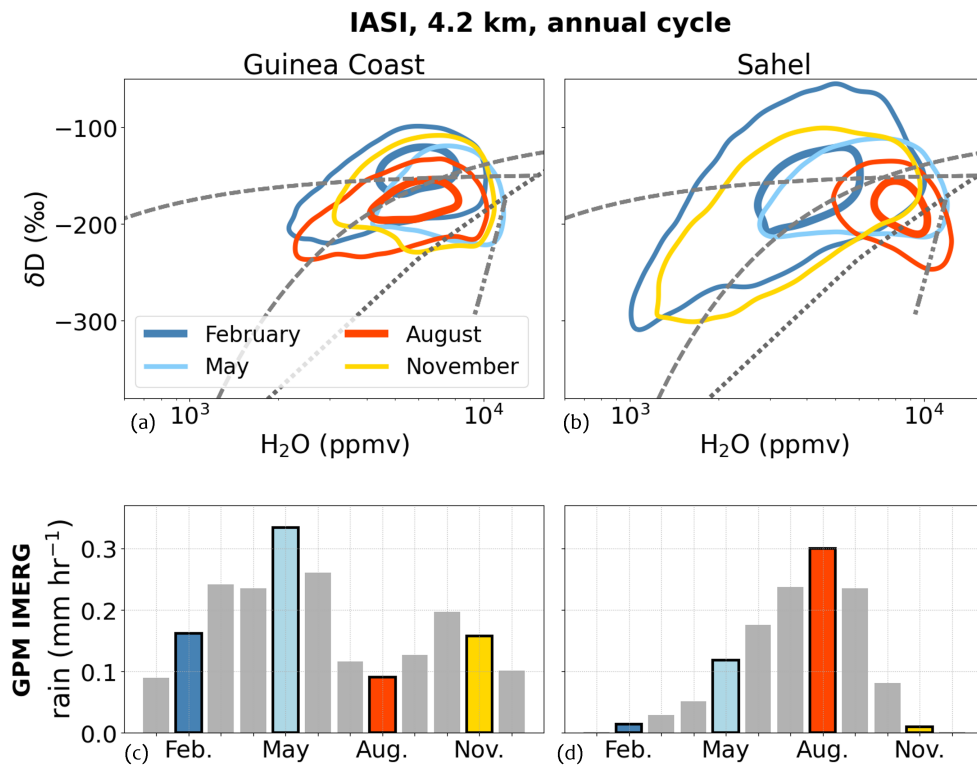 IASI, 4.2 km, annual cycle
Guinea Coast
Sahel
δD (‰)
−100
−200
−300
February
May
August
November
(a)
10³
10⁴
H₂O (ppmv)
(b)
10³
10⁴
H₂O (ppmv)
GPM IMERG
rain (mm hr⁻¹)
0.3
0.2
0.1
0.0
(c)
Feb.
May
Aug.
Nov.
(d)
Feb.
May
Aug.
Nov.